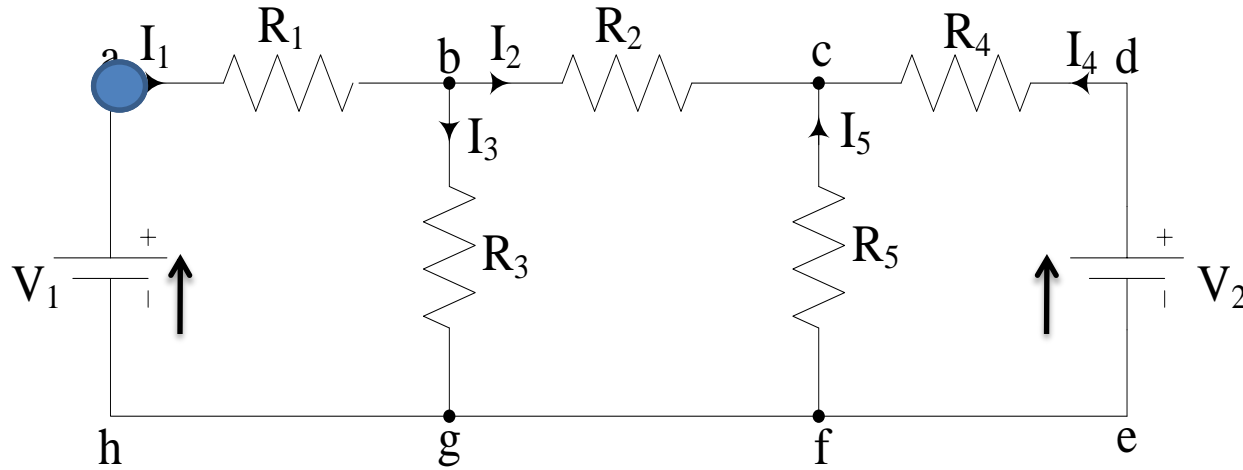 a I₁ R₁ b I₂ R₂ c R₄ I₄ d
I₃ I₅
R₃ R₅
+ +
V₁ V₂
– –
h g f e